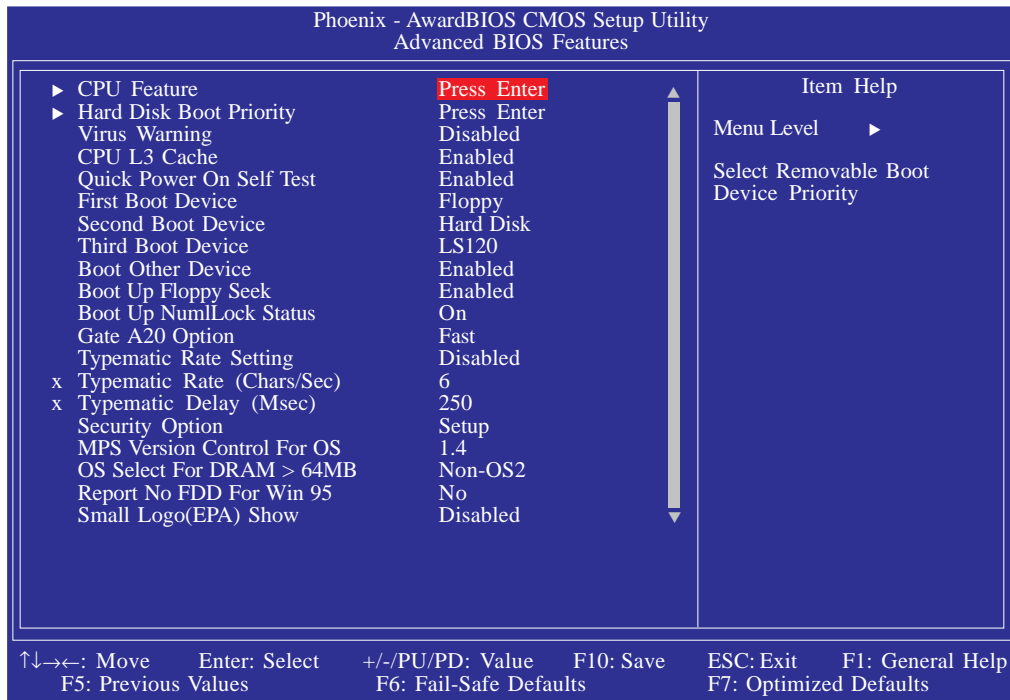 Phoenix - AwardBIOS CMOS Setup Utility
Advanced BIOS Features
► CPU Feature Press Enter
► Hard Disk Boot Priority Press Enter
Virus Warning Disabled
CPU L3 Cache Enabled
Quick Power On Self Test Enabled
First Boot Device Floppy
Second Boot Device Hard Disk
Third Boot Device LS120
Boot Other Device Enabled
Boot Up Floppy Seek Enabled
Boot Up NumlLock Status On
Gate A20 Option Fast
Typematic Rate Setting Disabled
x Typematic Rate (Chars/Sec) 6
x Typematic Delay (Msec) 250
Security Option Setup
MPS Version Control For OS 1.4
OS Select For DRAM > 64MB Non-OS2
Report No FDD For Win 95 No
Small Logo(EPA) Show Disabled
Item Help
Menu Level ►
Select Removable Boot
Device Priority
↑↓→←: Move Enter: Select +/-/PU/PD: Value F10: Save ESC: Exit F1: General Help
F5: Previous Values F6: Fail-Safe Defaults F7: Optimized Defaults